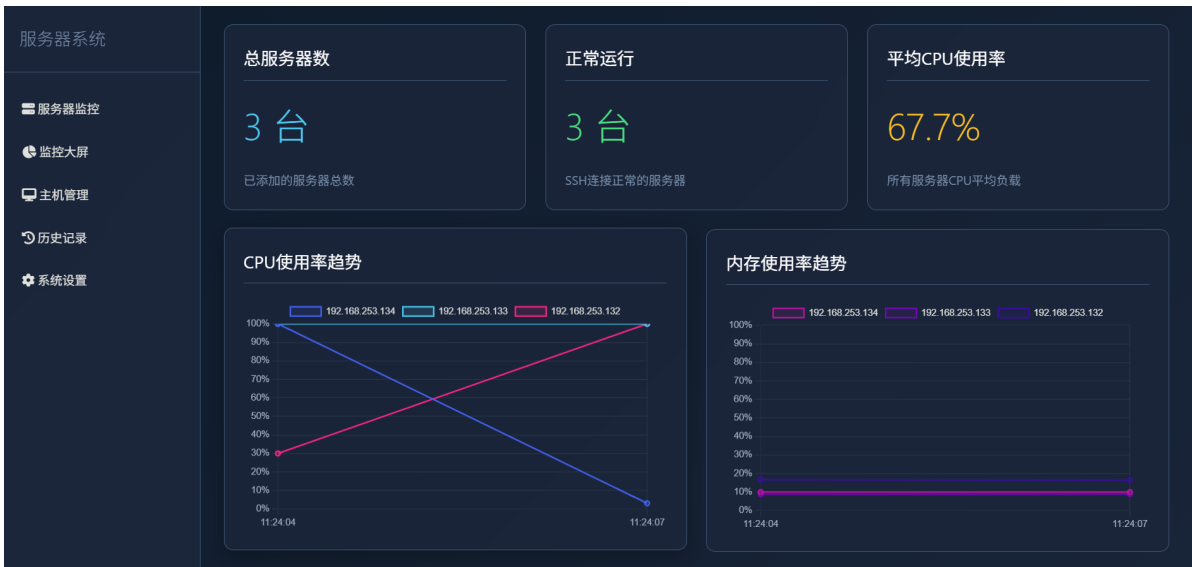 服务器系统
服务器监控
监控大屏
主机管理
历史记录
系统设置
总服务器数
3 台
已添加的服务器总数
正常运行
3 台
SSH连接正常的服务器
平均CPU使用率
67.7%
所有服务器CPU平均负载
CPU使用率趋势
192.168.253.134 192.168.253.133 192.168.253.132
100%
90%
80%
70%
60%
50%
40%
30%
20%
10%
0%
11:24:04 11:24:07
内存使用率趋势
192.168.253.134 192.168.253.133 192.168.253.132
100%
90%
80%
70%
60%
50%
40%
30%
20%
10%
0%
11:24:04 11:24:07